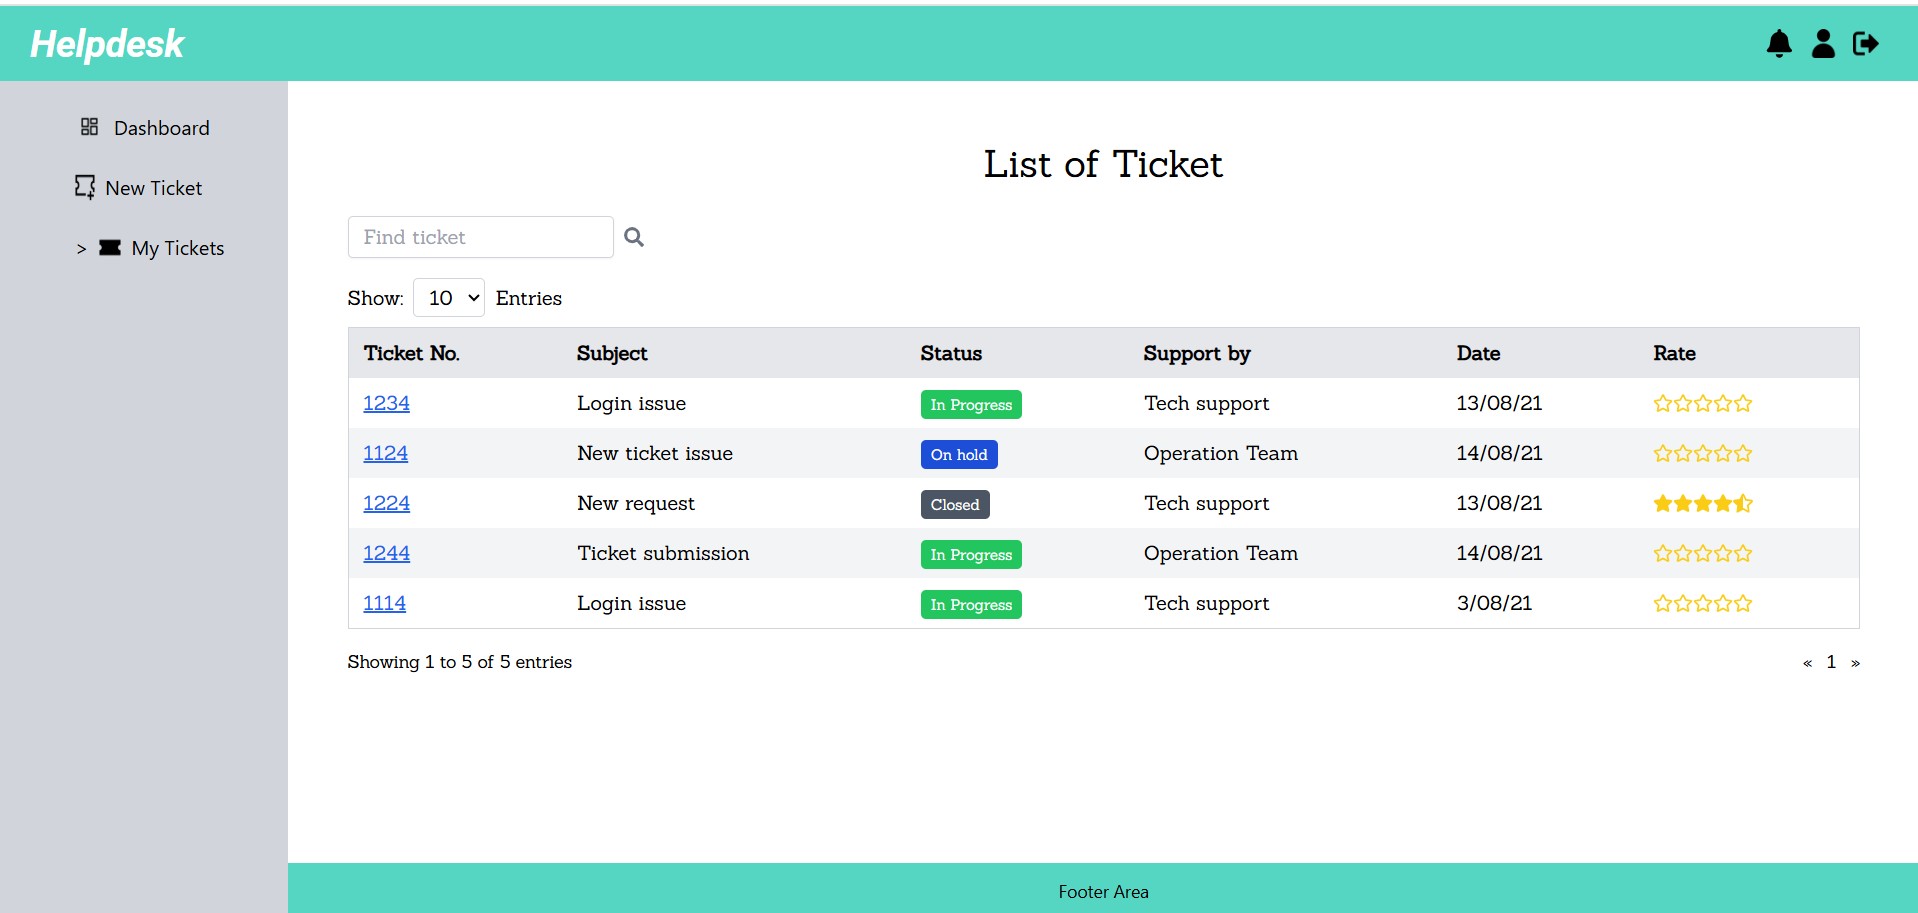 Helpdesk
Dashboard
New Ticket
> My Tickets
List of Ticket
Find ticket
Show: 10 Entries
Ticket No. Subject Status Support by Date Rate
1234 Login issue In Progress Tech support 13/08/21
1124 New ticket issue On hold Operation Team 14/08/21
1224 New request Closed Tech support 13/08/21
1244 Ticket submission In Progress Operation Team 14/08/21
1114 Login issue In Progress Tech support 3/08/21
Showing 1 to 5 of 5 entries « 1 »
Footer Area